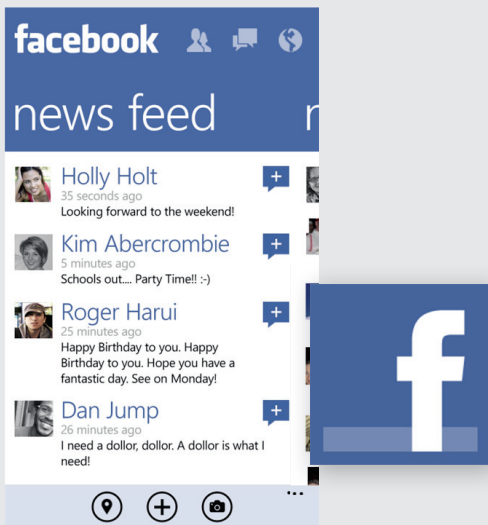 facebook
news feed
Holly Holt
35 seconds ago
Looking forward to the weekend!
Kim Abercrombie
5 minutes ago
Schools out.... Party Time!! :-)
Roger Harui
25 minutes ago
Happy Birthday to you. Happy
Birthday to you. Hope you have a
fantastic day. See on Monday!
Dan Jump
26 minutes ago
I need a dollor, dollor. A dollor is what I
need!
...
f